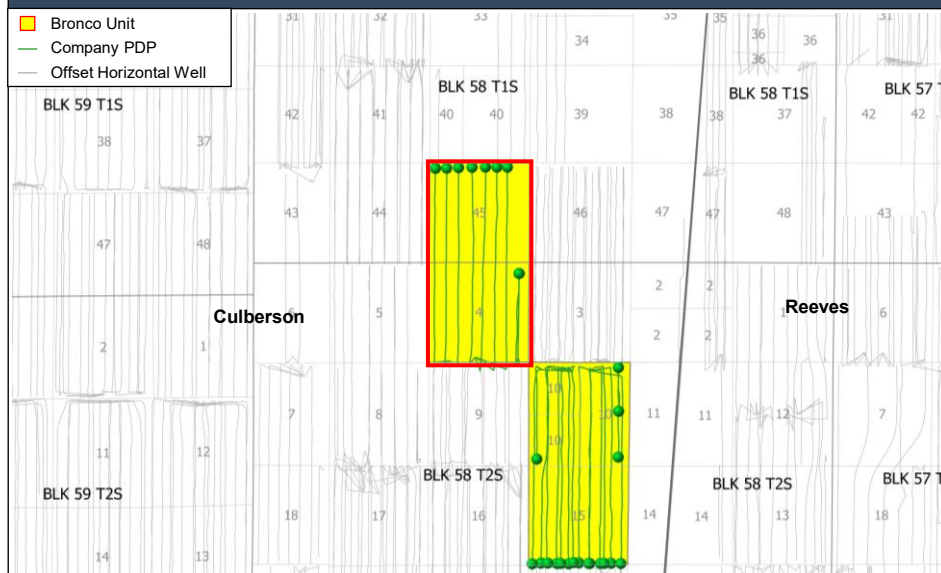 Bronco Unit
Company PDP
Offset Horizontal Well
31 32 33 35 35 31
34 36 36
36
BLK 58 T1S BLK 58 T1S BLK 57 T
BLK 59 T1S
42 41 40 40 39 38 38 37 42 42
38 37
43 44 45 46 47 47 48 43
47 48
2 2
6 5 4 3 1 6
Culberson Reeves
2 1 2 2
7 8 9 10 10 11 11 12 7
10
11 12
BLK 59 T2S BLK 58 T2S BLK 58 T2S BLK 57 T
18 17 16 15 14 14 13 18
14 13